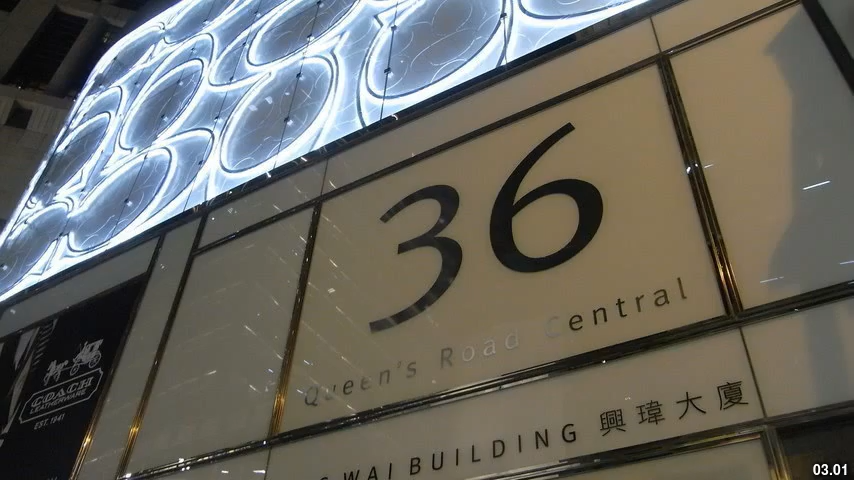 36
Queen's Road Central
WAI BUILDING 興瑋大廈
COACH
LEATHERWARE
EST. 1941
03.01